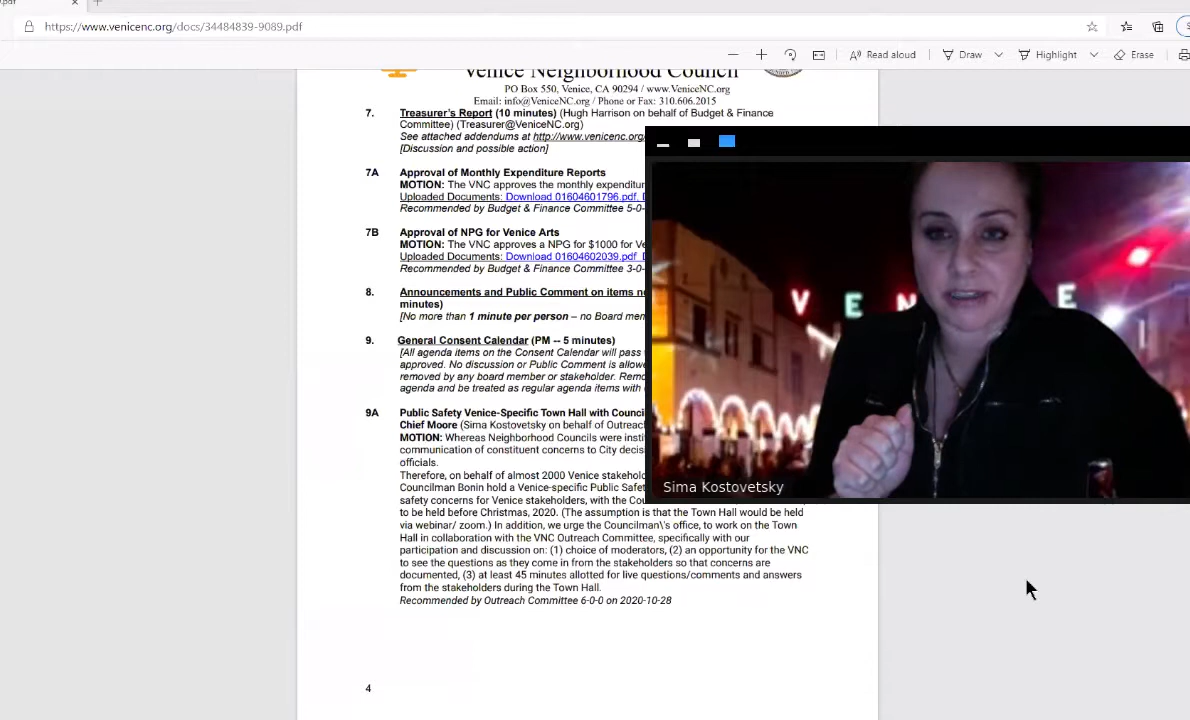 .pdf
https://www.venicenc.org/docs/34484839-9089.pdf
Read aloud
Draw
Highlight
Erase
Venice Neighborhood Council
PO Box 550, Venice, CA 90294 / www.VeniceNC.org
Email: info@VeniceNC.org / Phone or Fax: 310.606.2015
7. Treasurer's Report (10 minutes) (Hugh Harrison on behalf of Budget & Finance
Committee) (Treasurer@VeniceNC.org)
See attached addendums at http://www.venicenc.org/
[Discussion and possible action]
7A Approval of Monthly Expenditure Reports
MOTION: The VNC approves the monthly expenditur
Uploaded Documents: Download 01604601796.pdf, D
Recommended by Budget & Finance Committee 5-0-
7B Approval of NPG for Venice Arts
MOTION: The VNC approves a NPG for $1000 for Ve
Uploaded Documents: Download 01604602039.pdf D
Recommended by Budget & Finance Committee 3-0-
8. Announcements and Public Comment on items no
minutes)
[No more than 1 minute per person – no Board mem
9. General Consent Calendar (PM -- 5 minutes)
[All agenda items on the Consent Calendar will pass
approved. No discussion or Public Comment is allowe
removed by any board member or stakeholder. Remo
agenda and be treated as regular agenda items with
9A Public Safety Venice-Specific Town Hall with Counci
Chief Moore (Sima Kostovetsky on behalf of Outreac
MOTION: Whereas Neighborhood Councils were insti
communication of constituent concerns to City decis
officials.
Therefore, on behalf of almost 2000 Venice stakehold
Councilman Bonin hold a Venice-specific Public Safet
safety concerns for Venice stakeholders, with the Cou
to be held before Christmas, 2020. (The assumption is that the Town Hall would be held
via webinar/ zoom.) In addition, we urge the Councilman\'s office, to work on the Town
Hall in collaboration with the VNC Outreach Committee, specifically with our
participation and discussion on: (1) choice of moderators, (2) an opportunity for the VNC
to see the questions as they come in from the stakeholders so that concerns are
documented, (3) at least 45 minutes allotted for live questions/comments and answers
from the stakeholders during the Town Hall.
Recommended by Outreach Committee 6-0-0 on 2020-10-28
4
V E N E
Sima Kostovetsky